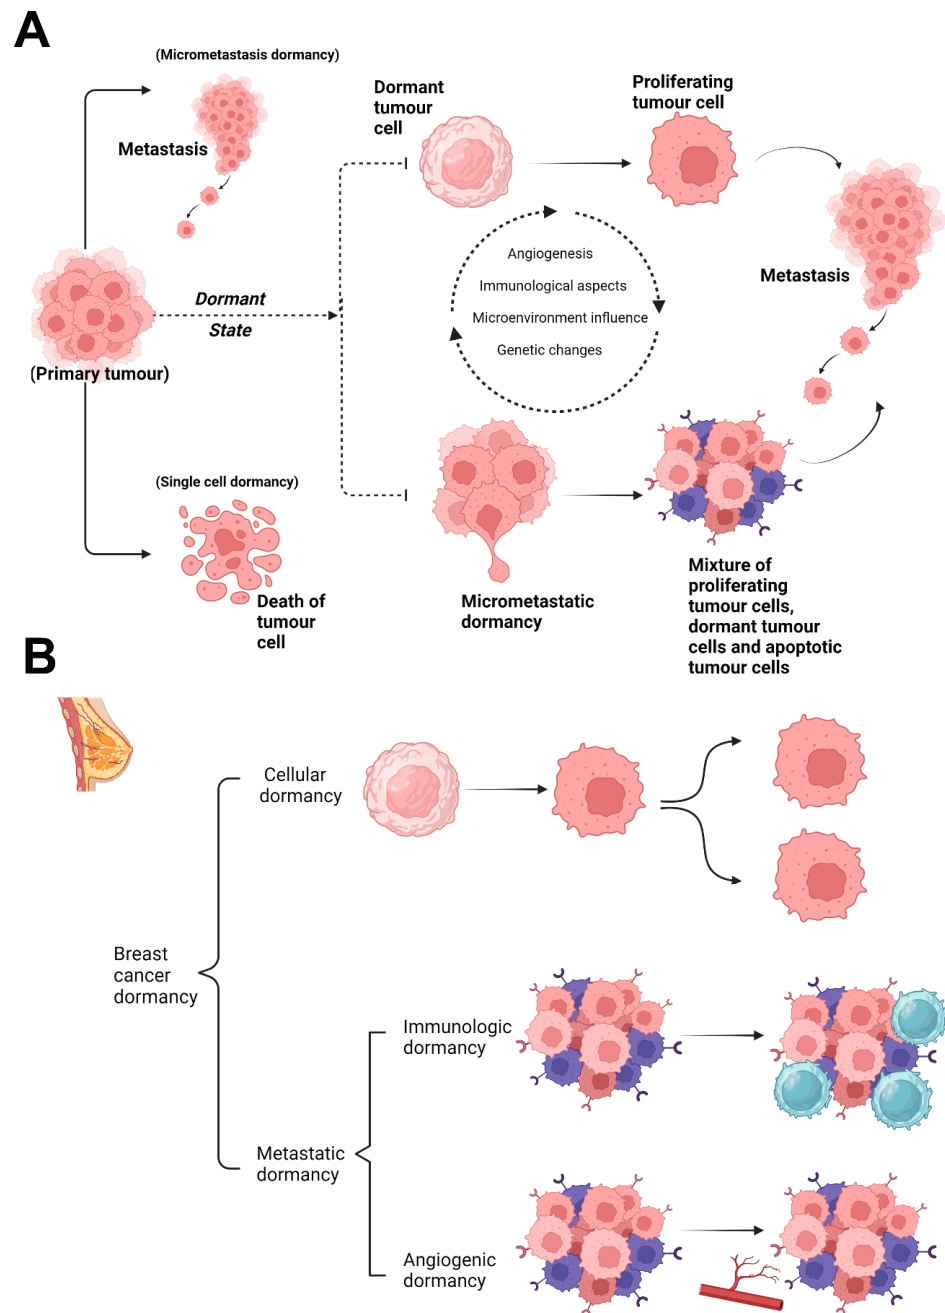 A
(Micrometastasis dormancy)
Metastasis
(Primary tumour)
Dormant
State
(Single cell dormancy)
Death of
tumour
cell
Dormant
tumour
cell
Proliferating
tumour cell
Angiogenesis
Immunological aspects
Microenvironment influence
Genetic changes
Metastasis
Micrometastatic
dormancy
Mixture of
proliferating
tumour cells,
dormant tumour
cells and apoptotic
tumour cells
B
Cellular
dormancy
Breast
cancer
dormancy
Immunologic
dormancy
Metastatic
dormancy
Angiogenic
dormancy